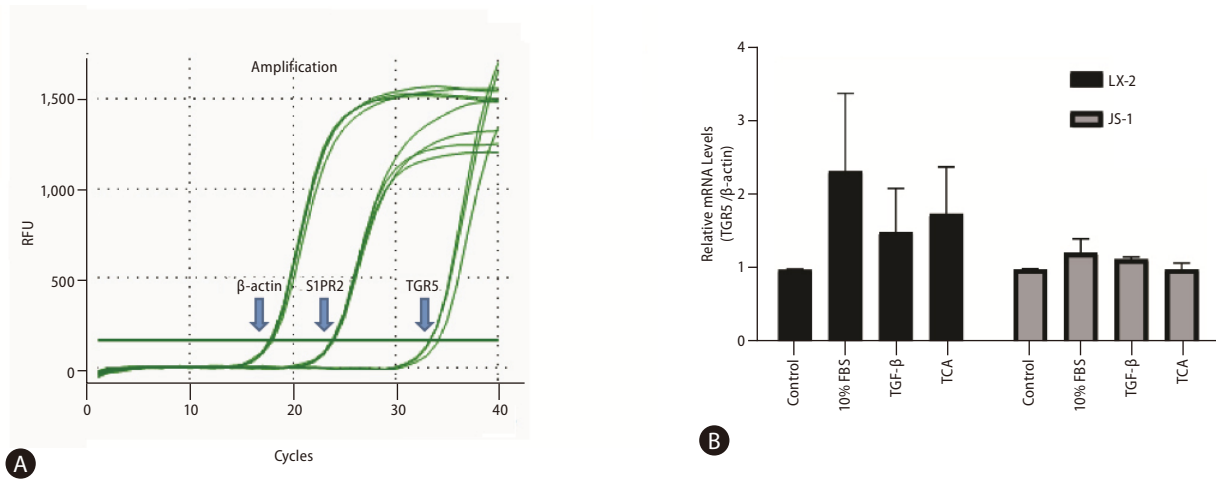 Amplification
1,500
1,000
500
0
RFU
β-actin
S1PR2
TGR5
0 10 20 30 40
Cycles
A
4
3
2
1
0
Relative mRNA Levels
(TGR5 /β-actin)
LX-2
JS-1
Control 10% FBS TGF-β TCA Control 10% FBS TGF-β TCA
B